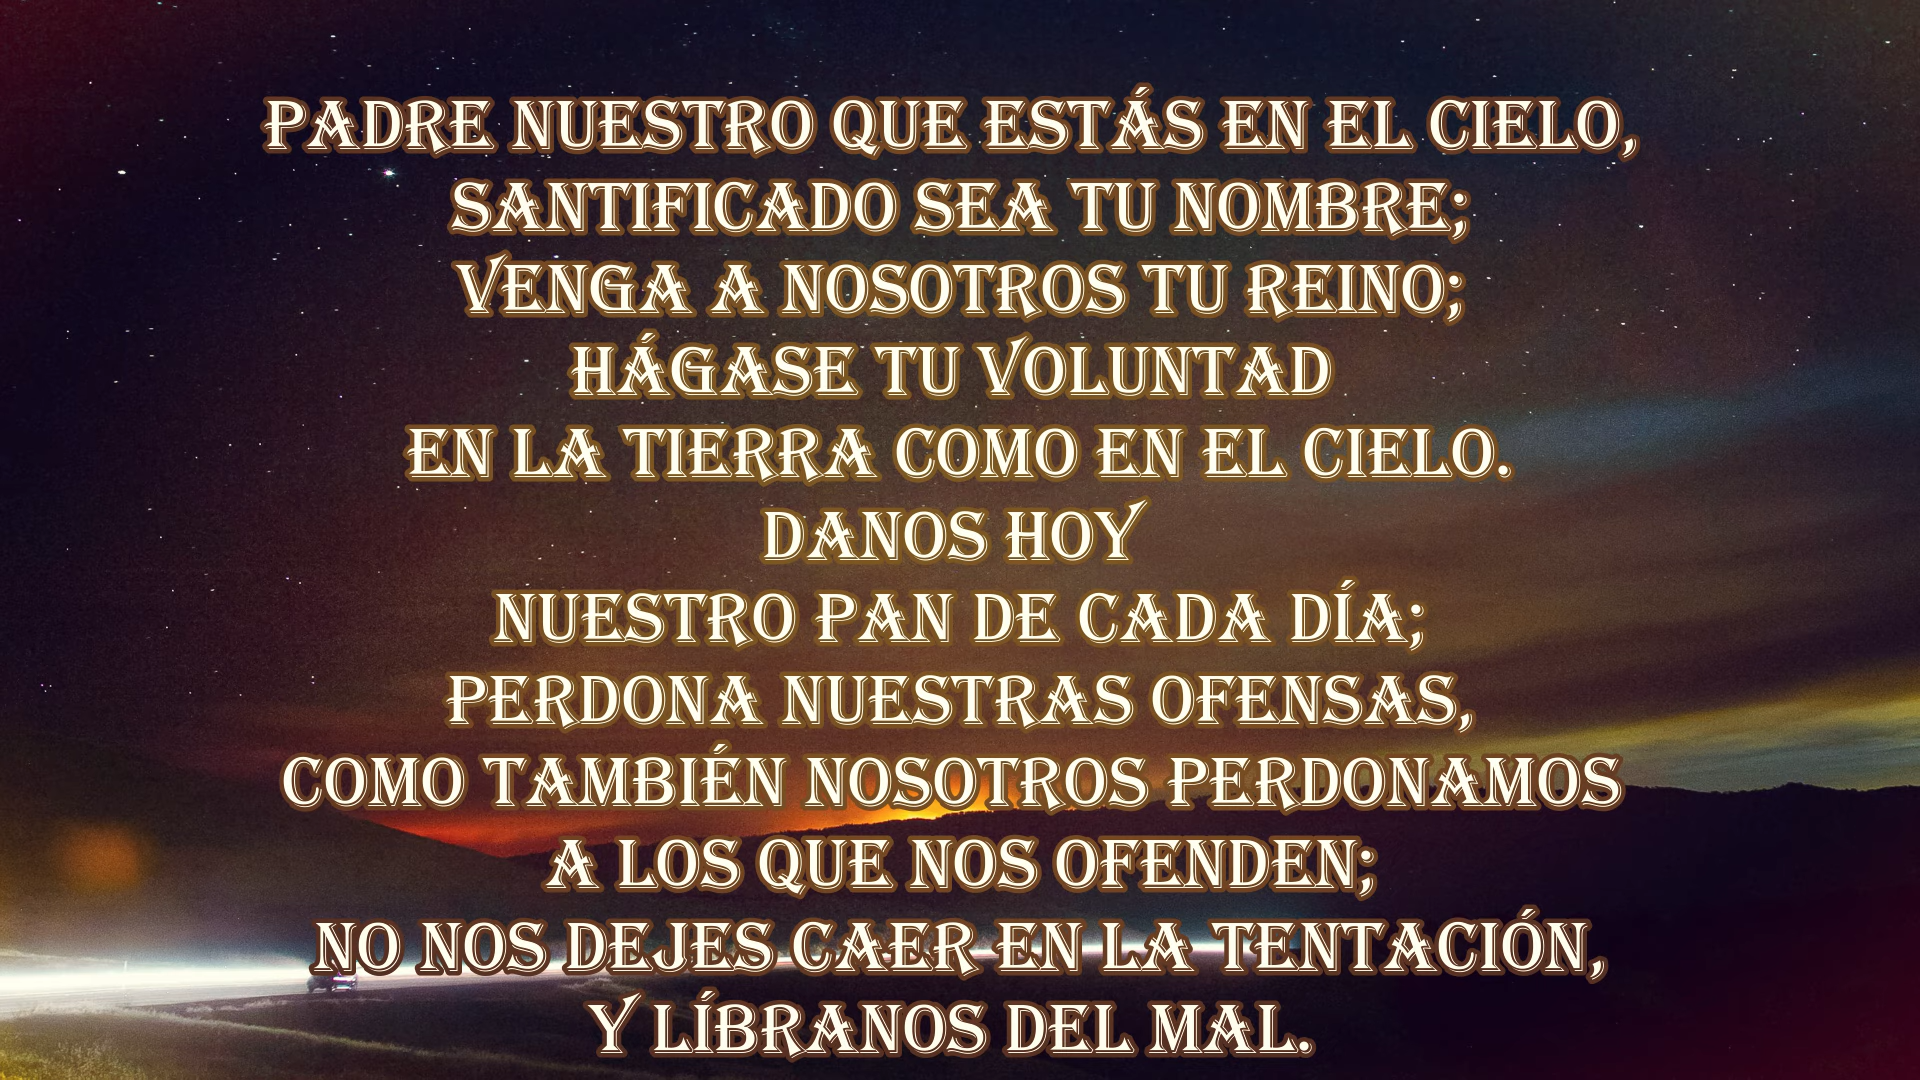 PADRE NUESTRO QUE ESTÁS EN EL CIELO,
SANTIFICADO SEA TU NOMBRE;
VENGA A NOSOTROS TU REINO;
HÁGASE TU VOLUNTAD
EN LA TIERRA COMO EN EL CIELO.
DANOS HOY
NUESTRO PAN DE CADA DÍA;
PERDONA NUESTRAS OFENSAS,
COMO TAMBIÉN NOSOTROS PERDONAMOS
A LOS QUE NOS OFENDEN;
NO NOS DEJES CAER EN LA TENTACIÓN,
Y LÍBRANOS DEL MAL.